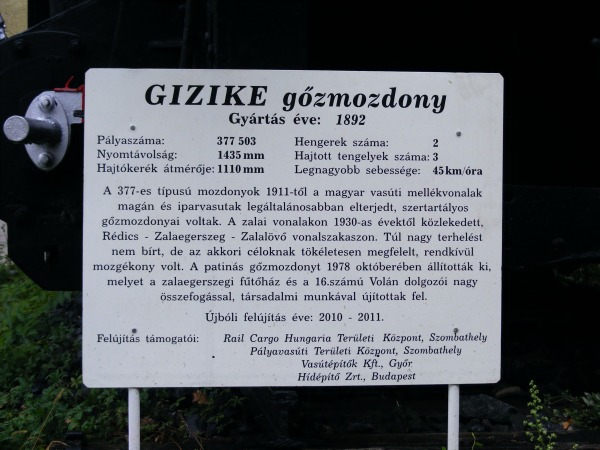 GIZIKE gőzmozdony
Gyártás éve: 1892
Pályaszáma: 377 503 Hengerek száma: 2
Nyomtávolság: 1435 mm Hajtott tengelyek száma: 3
Hajtókerék átmérője: 1110 mm Legnagyobb sebessége: 45 km/óra
A 377-es típusú mozdonyok 1911-től a magyar vasúti mellékvonalak
magán és iparvasutak legáltalánosabban elterjedt, szertartályos
gőzmozdonyai voltak. A zalai vonalakon 1930-as évektől közlekedett,
Rédics - Zalaegerszeg - Zalalövő vonalszakaszon. Túl nagy terhelést
nem bírt, de az akkori céloknak tökéletesen megfelelt, rendkívül
mozgékony volt. A patinás gőzmozdonyt 1978 októberében állították ki,
melyet a zalaegerszegi fűtőház és a 16.számú Volán dolgozói nagy
összefogással, társadalmi munkával újítottak fel.
Újbóli felújítás éve: 2010 - 2011.
Felújítás támogatói: Rail Cargo Hungaria Területi Központ, Szombathely
Pályavasúti Területi Központ, Szombathely
Vasútépítők Kft., Győr
Hídépítő Zrt., Budapest